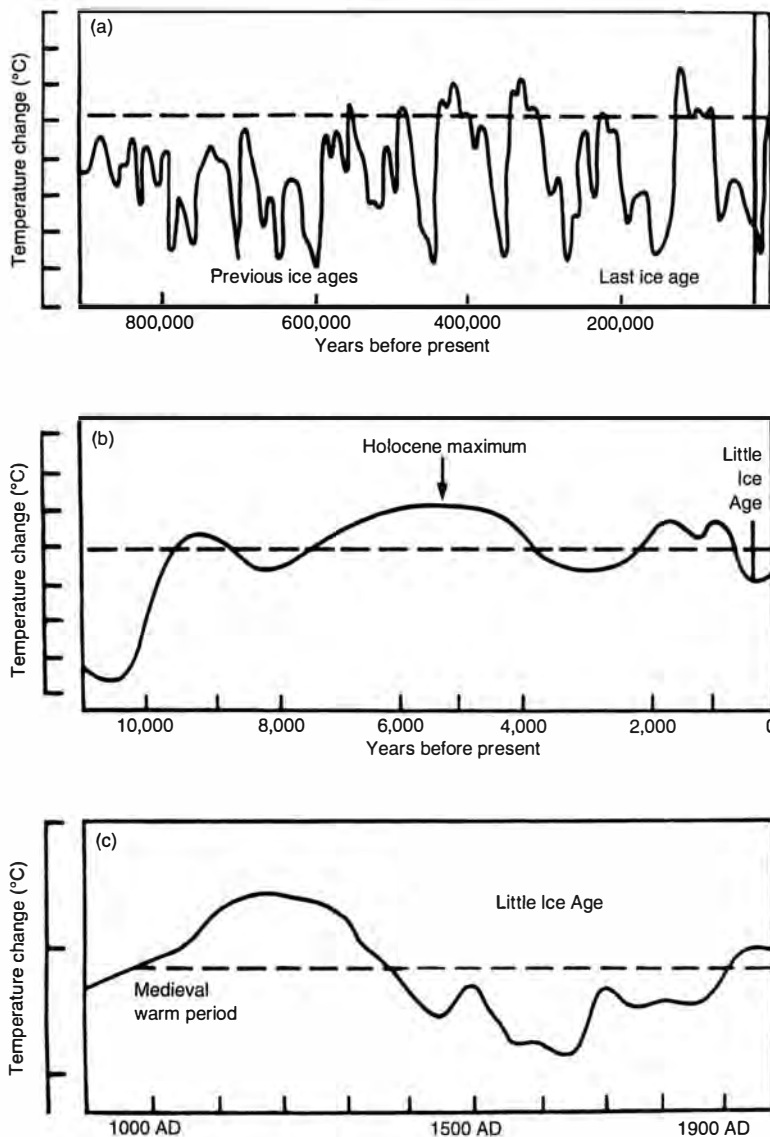 (a)
Temperature change (°C)
Previous ice ages
Last ice age
800,000
600,000
400,000
200,000
Years before present
(b)
Temperature change (°C)
Holocene maximum
Little
Ice
Age
10,000
8,000
6,000
4,000
2,000
0
Years before present
(c)
Temperature change (°C)
Little Ice Age
Medieval
warm period
1000 AD
1500 AD
1900 AD